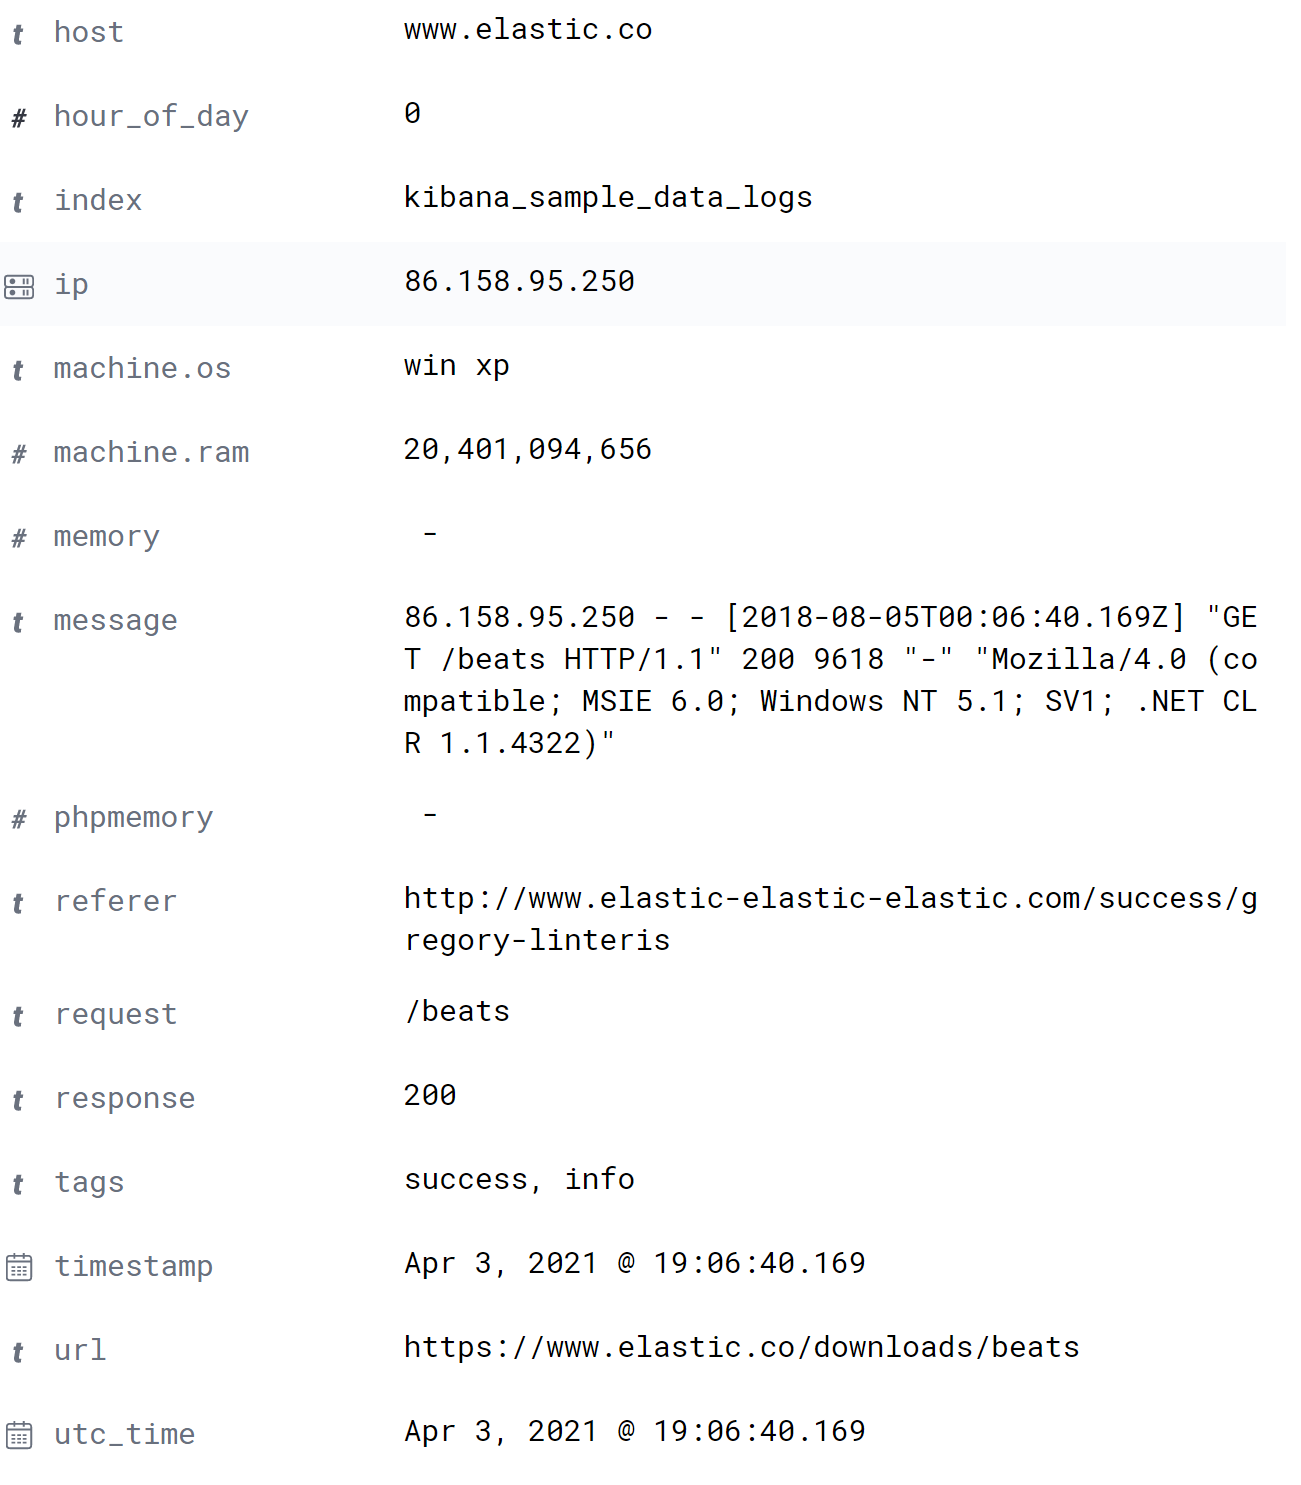 t host www.elastic.co
# hour_of_day 0
t index kibana_sample_data_logs
ip 86.158.95.250
t machine.os win xp
# machine.ram 20,401,094,656
# memory -
t message 86.158.95.250 - - [2018-08-05T00:06:40.169Z] "GE
T /beats HTTP/1.1" 200 9618 "-" "Mozilla/4.0 (co
mpatible; MSIE 6.0; Windows NT 5.1; SV1; .NET CL
R 1.1.4322)"
# phpmemory -
t referer http://www.elastic-elastic-elastic.com/success/g
regory-linteris
t request /beats
t response 200
t tags success, info
timestamp Apr 3, 2021 @ 19:06:40.169
t url https://www.elastic.co/downloads/beats
utc_time Apr 3, 2021 @ 19:06:40.169